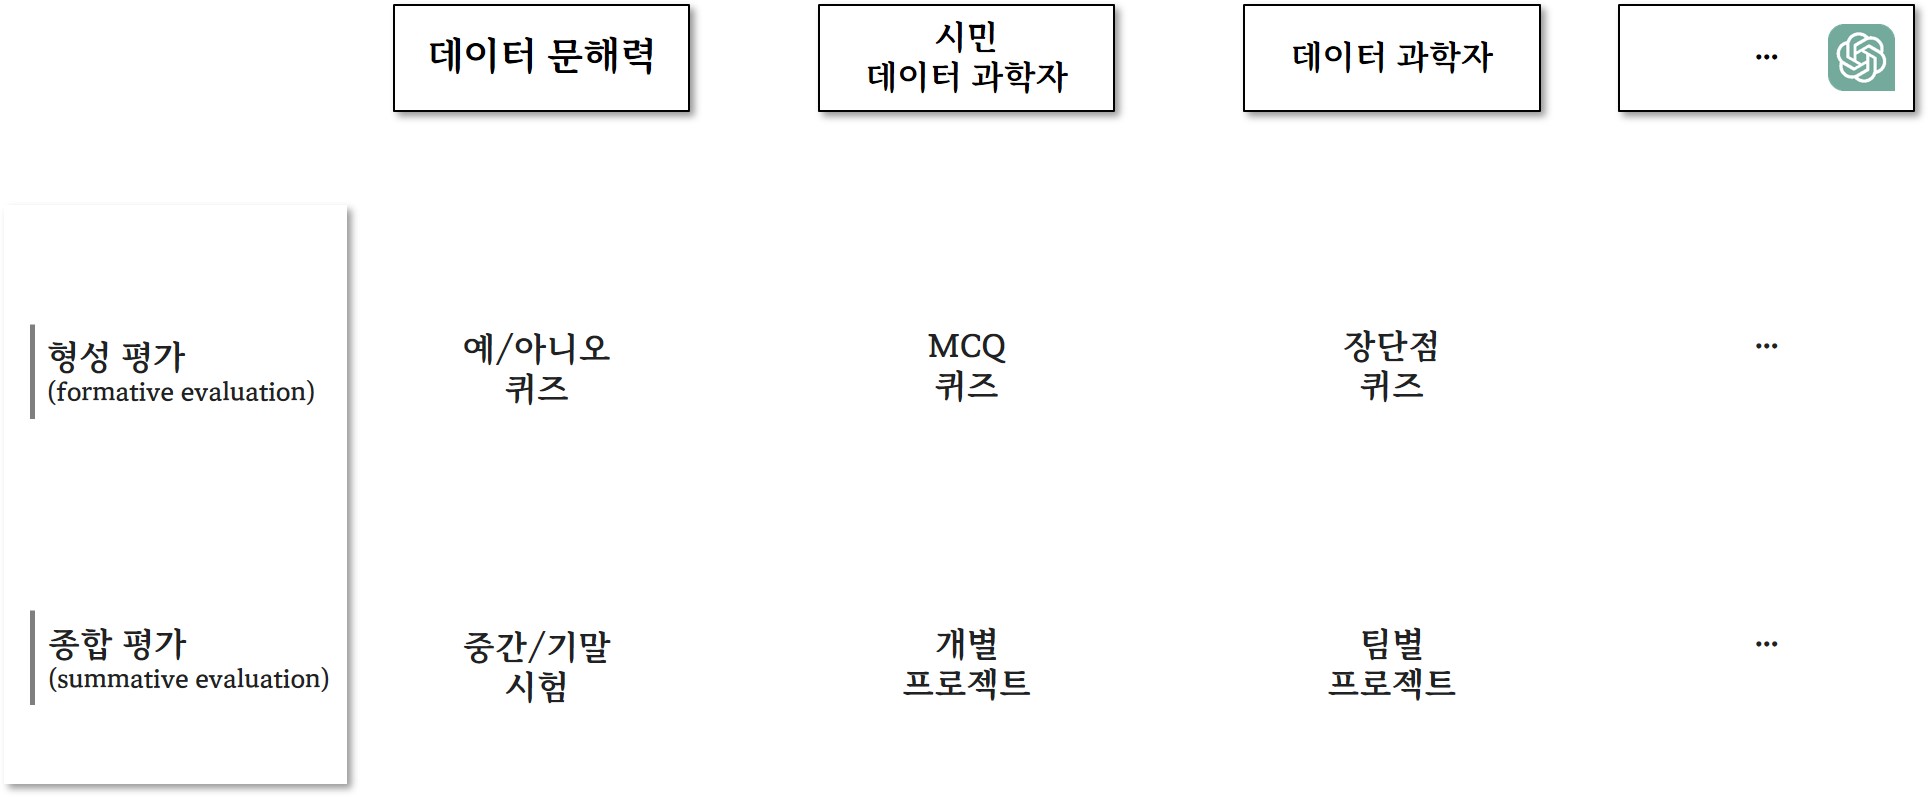 데이터 문해력
시민
데이터 과학자
데이터 과학자
...
형성 평가
(formative evaluation)
예/아니오
퀴즈
MCQ
퀴즈
장단점
퀴즈
...
종합 평가
(summative evaluation)
중간/기말
시험
개별
프로젝트
팀별
프로젝트
...